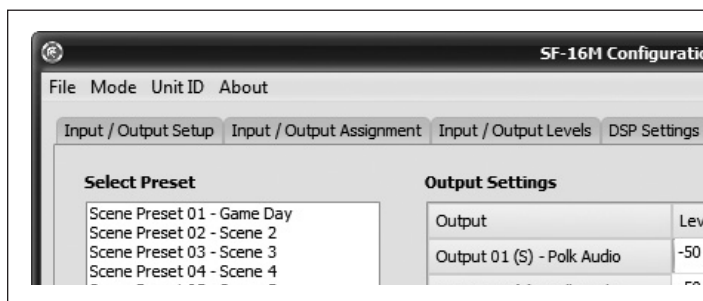 SF-16M Configuratio
File Mode Unit ID About
Input / Output Setup Input / Output Assignment Input / Output Levels DSP Settings
Select Preset
Output Settings
Scene Preset 01 - Game Day
Scene Preset 02 - Scene 2
Scene Preset 03 - Scene 3
Scene Preset 04 - Scene 4
Output Lev
Output 01 (S) - Polk Audio -50